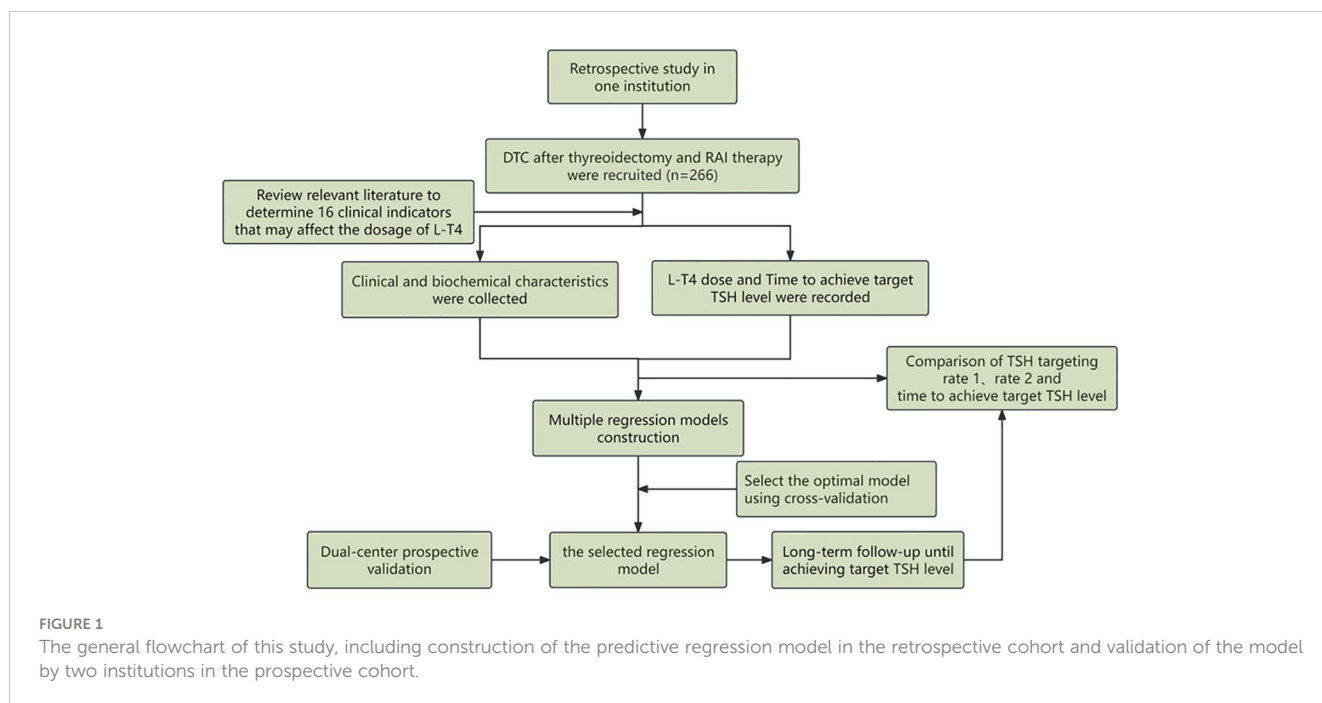 Retrospective study in
one institution
DTC after thyreoidectomy and RAI therapy
were recruited (n=266)
Review relevant literature to
determine 16 clinical indicators
that may affect the dosage of L-T4
Clinical and biochemical characteristics
were collected
L-T4 dose and Time to achieve target
TSH level were recorded
Comparison of TSH targeting
rate 1、rate 2 and
time to achieve target TSH level
Multiple regression models
construction
Select the optimal model
using cross-validation
Dual-center prospective
validation
the selected regression
model
Long-term follow-up until
achieving target TSH level
FIGURE 1
The general flowchart of this study, including construction of the predictive regression model in the retrospective cohort and validation of the model
by two institutions in the prospective cohort.